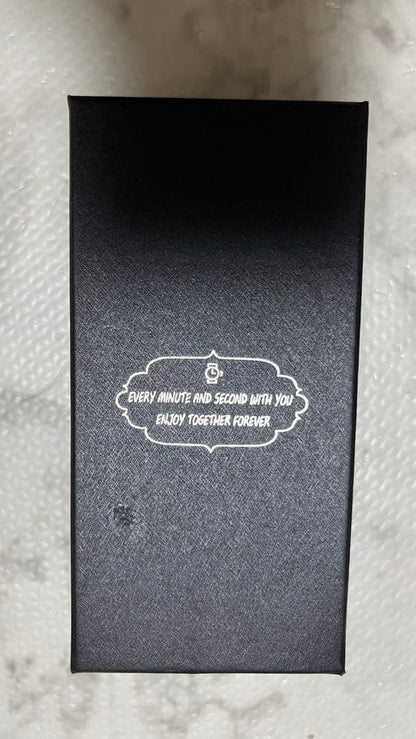 EVERY MINUTE AND SECOND WITH YOU
ENJOY TOGETHER FOREVER